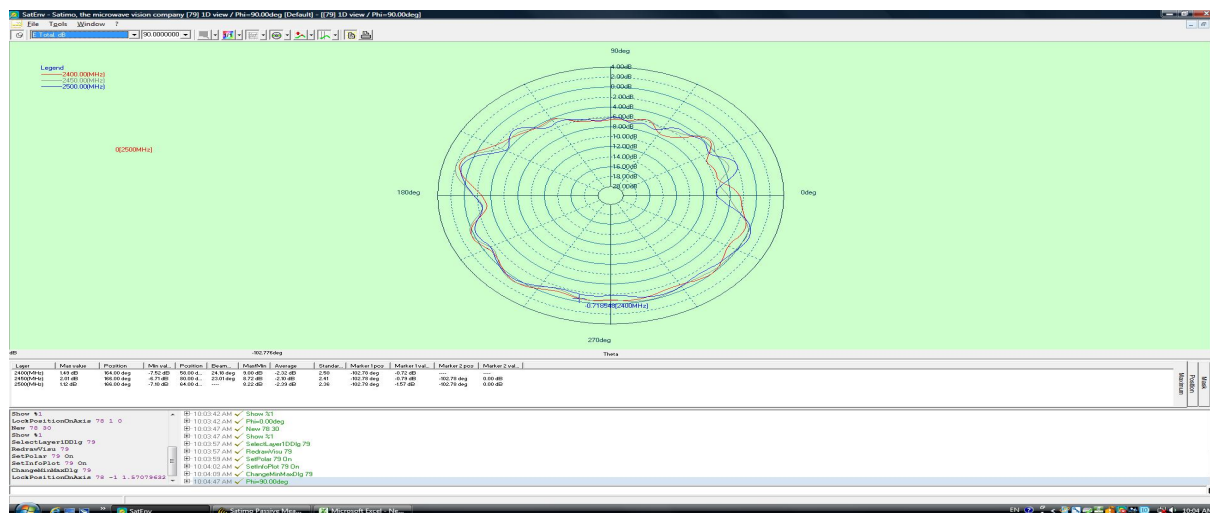 SatEnv - Satimo, the microwave vision company [79] 1D view / Phi=90.00deg [Default] - [[79] 1D view / Phi=90.00deg]
File Tools Window ?
E Total dB 90.0000000
Legend
2400.00(MHz)
2450.00(MHz)
2500.00(MHz)
0[2500MHz]
90deg
4.00dB
2.00dB
0.00dB
-2.00dB
-4.00dB
-6.00dB
-8.00dB
-10.00dB
-12.00dB
-14.00dB
-16.00dB
-18.00dB
-20.00dB
180deg
0deg
-0.718548[2400MHz]
270deg
dB -102.776deg Theta
Layer Max value Position Min val... Position Beam... Max/Min Average Standar... Marker 1 pos Marker 1 val... Marker 2 pos Marker 2 val...
2400(MHz) 1.49 dB 164.00 deg -7.52 dB 58.00 d... 24.10 deg 9.00 dB -2.32 dB 2.50 -102.78 deg -0.72 dB ---- ----
2450(MHz) 2.01 dB 166.00 deg -6.71 dB 80.00 d... 23.01 deg 8.72 dB -2.10 dB 2.41 -102.78 deg -0.79 dB -102.78 deg 0.00 dB
2500(MHz) 1.12 dB 166.00 deg -7.10 dB 64.00 d... ---- 8.22 dB -2.39 dB 2.36 -102.78 deg -1.57 dB -102.78 deg 0.00 dB
Maximum
Position
Mask
Show %1
LockPositionOnAxis 78 1 0
New 78 30
Show %1
SelectLayer1DDlg 79
RedrawVisu 79
SetPolar 79 On
SetInfoPlot 79 On
ChangeMinMaxDlg 79
LockPositionOnAxis 78 -1 1.57079632
10:03:42 AM Show %1
10:03:42 AM Phi=0.00deg
10:03:47 AM New 78 30
10:03:47 AM Show %1
10:03:57 AM SelectLayer1DDlg 79
10:03:57 AM RedrawVisu 79
10:03:59 AM SetPolar 79 On
10:04:02 AM SetInfoPlot 79 On
10:04:09 AM ChangeMinMaxDlg 79
10:04:47 AM Phi=90.00deg
SatEnv
Satimo Passive Mea...
Microsoft Excel - Ne...
EN
10:04 AM